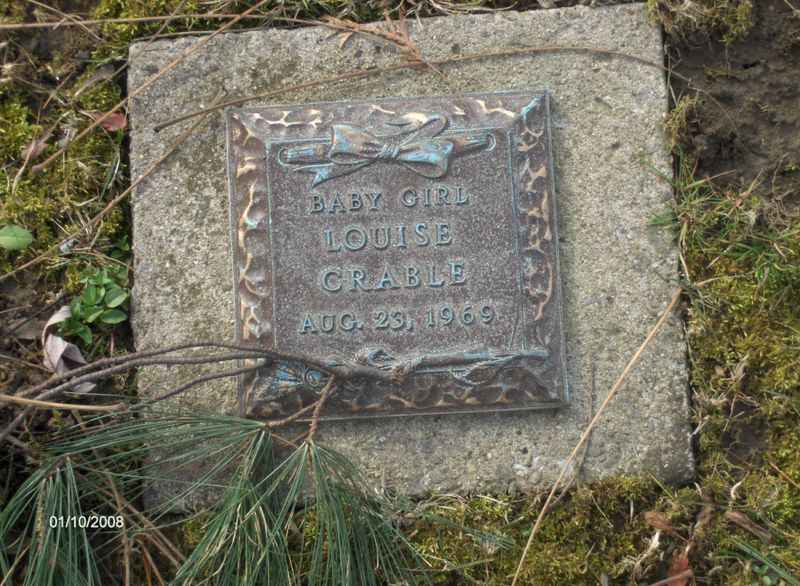 BABY GIRL
LOUISE
CRABLE
AUG. 23, 1969
01/10/2008